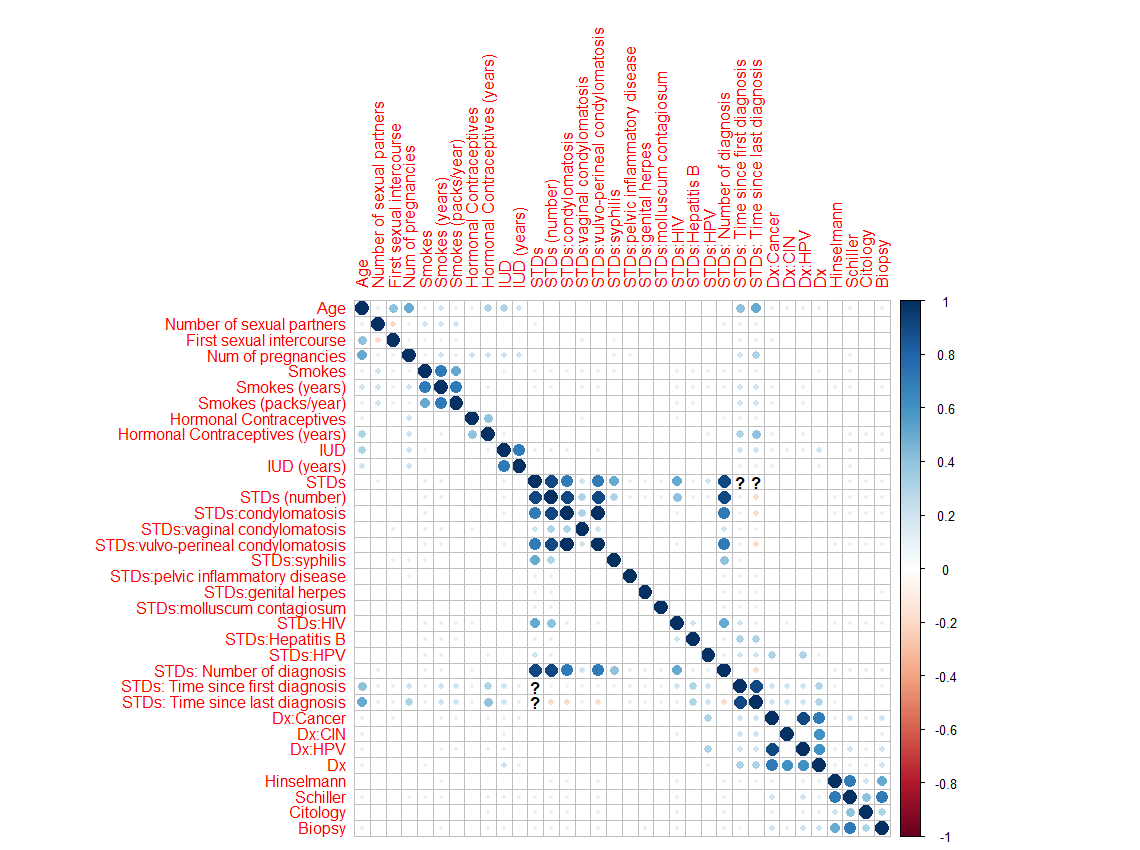 Age
Number of sexual partners
First sexual intercourse
Num of pregnancies
Smokes
Smokes (years)
Smokes (packs/year)
Hormonal Contraceptives
Hormonal Contraceptives (years)
IUD
IUD (years)
STDs
STDs (number)
STDs:condylomatosis
STDs:vaginal condylomatosis
STDs:vulvo-perineal condylomatosis
STDs:syphilis
STDs:pelvic inflammatory disease
STDs:genital herpes
STDs:molluscum contagiosum
STDs:HIV
STDs:Hepatitis B
STDs:HPV
STDs: Number of diagnosis
STDs: Time since first diagnosis
STDs: Time since last diagnosis
Dx:Cancer
Dx:CIN
Dx:HPV
Dx
Hinselmann
Schiller
Citology
Biopsy
Age
Number of sexual partners
First sexual intercourse
Num of pregnancies
Smokes
Smokes (years)
Smokes (packs/year)
Hormonal Contraceptives
Hormonal Contraceptives (years)
IUD
IUD (years)
STDs ? ?
STDs (number)
STDs:condylomatosis
STDs:vaginal condylomatosis
STDs:vulvo-perineal condylomatosis
STDs:syphilis
STDs:pelvic inflammatory disease
STDs:genital herpes
STDs:molluscum contagiosum
STDs:HIV
STDs:Hepatitis B
STDs:HPV
STDs: Number of diagnosis
STDs: Time since first diagnosis ?
STDs: Time since last diagnosis ?
Dx:Cancer
Dx:CIN
Dx:HPV
Dx
Hinselmann
Schiller
Citology
Biopsy
1
0.8
0.6
0.4
0.2
0
-0.2
-0.4
-0.6
-0.8
-1